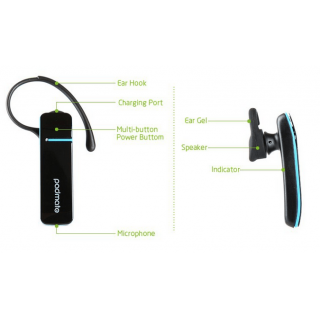 Ear Hook
Charging Port
Multi-button
Power Buttom
podmate
Microphone
Ear Gel
Speaker
Indicator